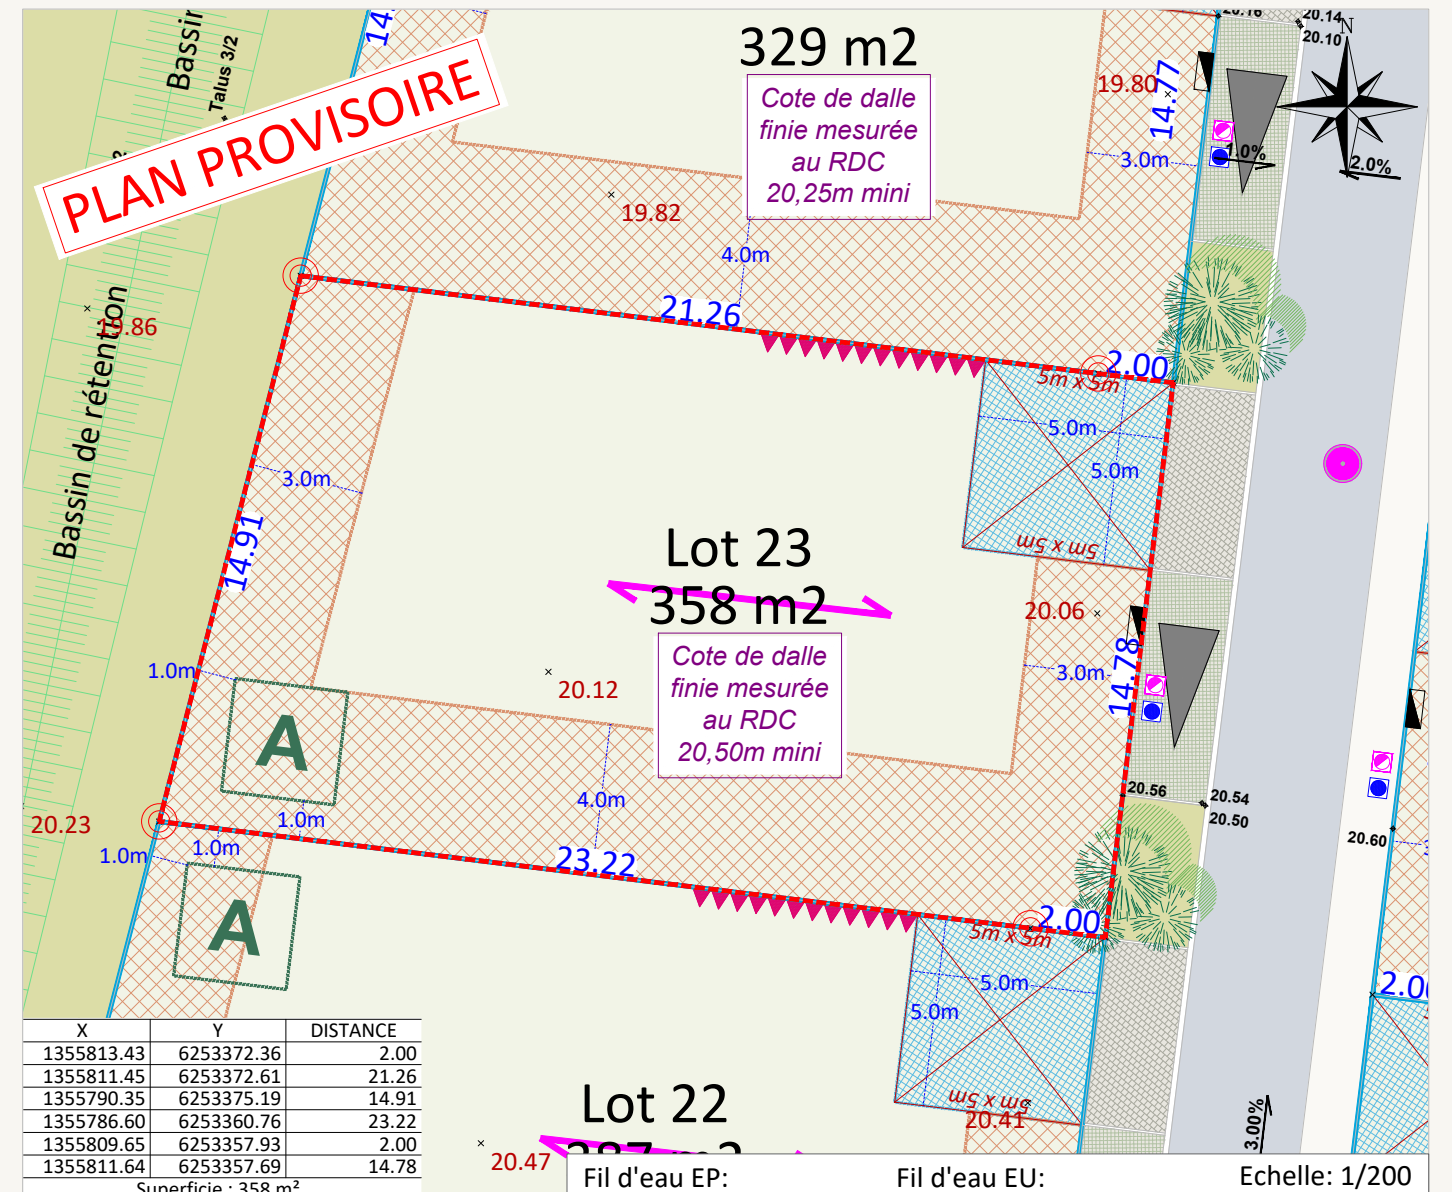 Bassin
Talus 3/2
14.
329 m2
Cote de dalle
finie mesurée
au RDC
20,25m mini
19.80
14.77
3.0m
20.16
20.14
20.10
N
1.0%
2.0%
PLAN PROVISOIRE
19.82
4.0m
21.26
2.00
5m x 5m
5.0m
5.0m
5m x 5m
19.86
Bassin de rétention
3.0m
14.91
Lot 23
358 m2
Cote de dalle
finie mesurée
au RDC
20,50m mini
20.06
3.0m
14.78
20.12
1.0m
A
4.0m
1.0m
20.23
1.0m
1.0m
23.22
2.00
20.56
20.54
20.50
20.60
A
5m x 5m
5.0m
5.0m
5m x 5m
20.41
2.00
3.00%
Lot 22
20.47
X Y DISTANCE
1355813.43 6253372.36 2.00
1355811.45 6253372.61 21.26
1355790.35 6253375.19 14.91
1355786.60 6253360.76 23.22
1355809.65 6253357.93 2.00
1355811.64 6253357.69 14.78
Superficie : 358 m²
Fil d'eau EP: Fil d'eau EU: Echelle: 1/200